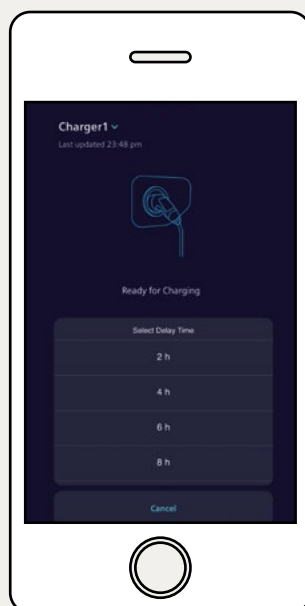 Charger1
Last updated 23:48 pm
Ready for Charging
Select Delay Time
2 h
4 h
6 h
8 h
Cancel